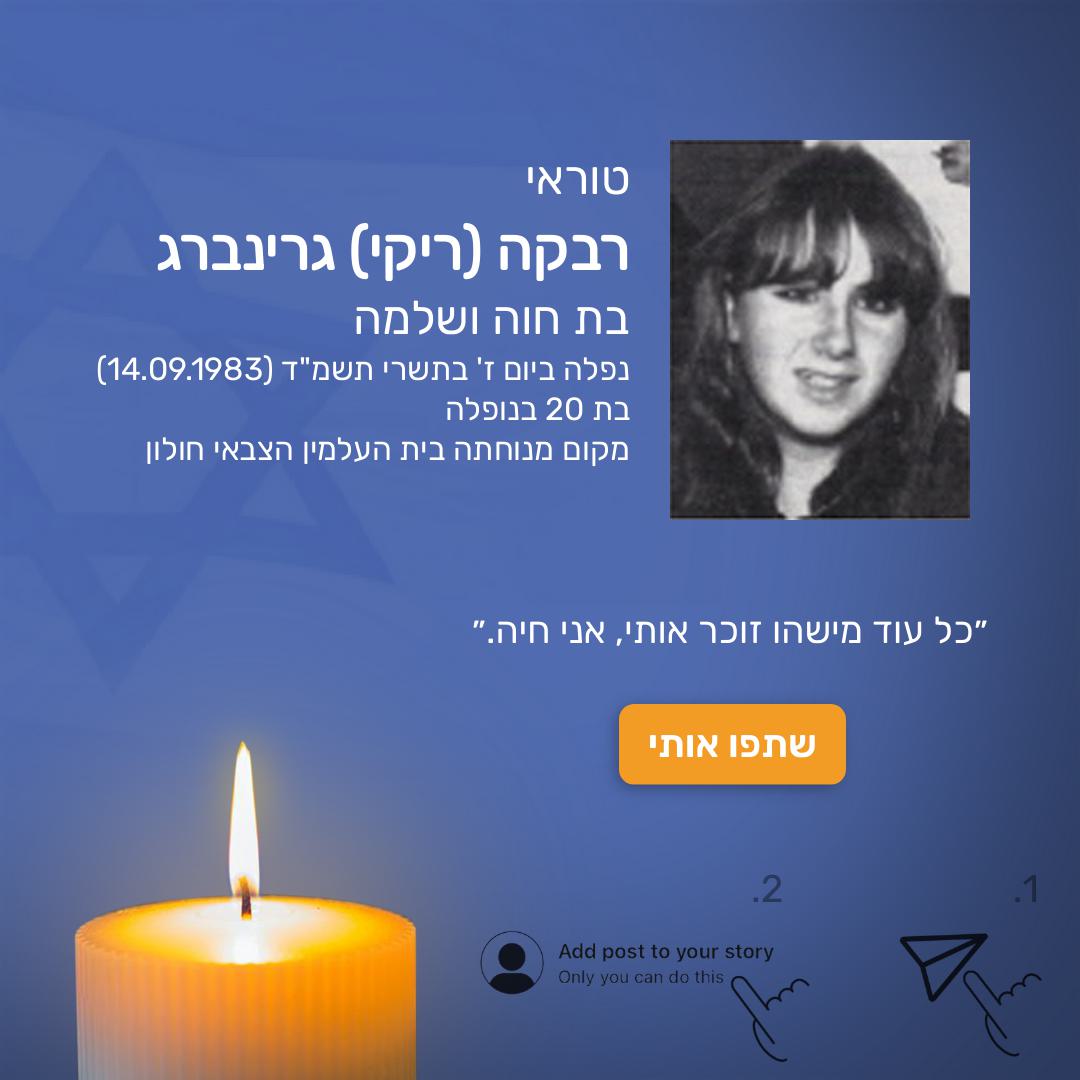 טוראי
רבקה (ריקי) גרינברג
בת חוה ושלמה
נפלה ביום ז' בתשרי תשמ"ד (14.09.1983)
בת 20 בנופלה
מקום מנוחתה בית העלמין הצבאי חולון
"כל עוד מישהו זוכר אותי, אני חיה."
שתפו אותי
1.
2.
Add post to your story
Only you can do this